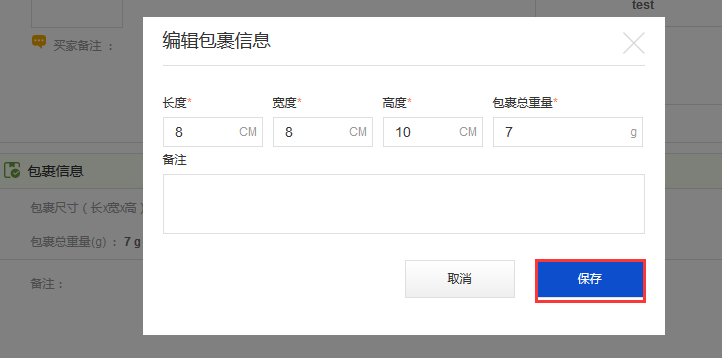 test
编辑包裹信息
买家备注：
长度* 宽度* 高度* 包裹总重量*
8 CM 8 CM 10 CM 7 g
备注
包裹信息
包裹尺寸 ( 长x宽x高 )
包裹总重量(g) ： 7 g
取消 保存
备注：